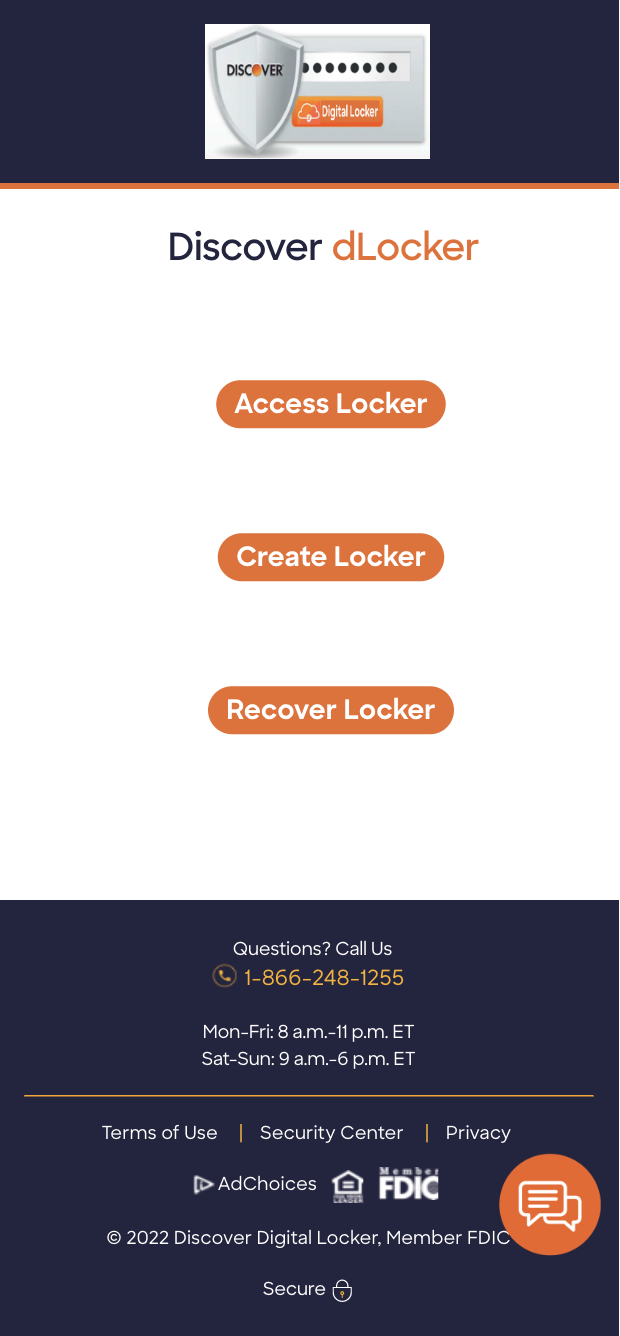 DISCOVER
Digital Locker
Discover dLocker
Access Locker
Create Locker
Recover Locker
Questions? Call Us
1-866-248-1255
Mon-Fri: 8 a.m.-11 p.m. ET
Sat-Sun: 9 a.m.-6 p.m. ET
Terms of Use | Security Center | Privacy
AdChoices
LENDER
Member
FDIC
© 2022 Discover Digital Locker, Member FDIC
Secure